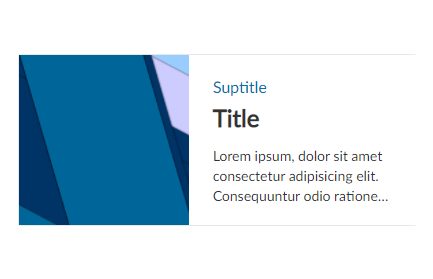 Suptitle
Title
Lorem ipsum, dolor sit amet
consectetur adipisicing elit.
Consequuntur odio ratione...